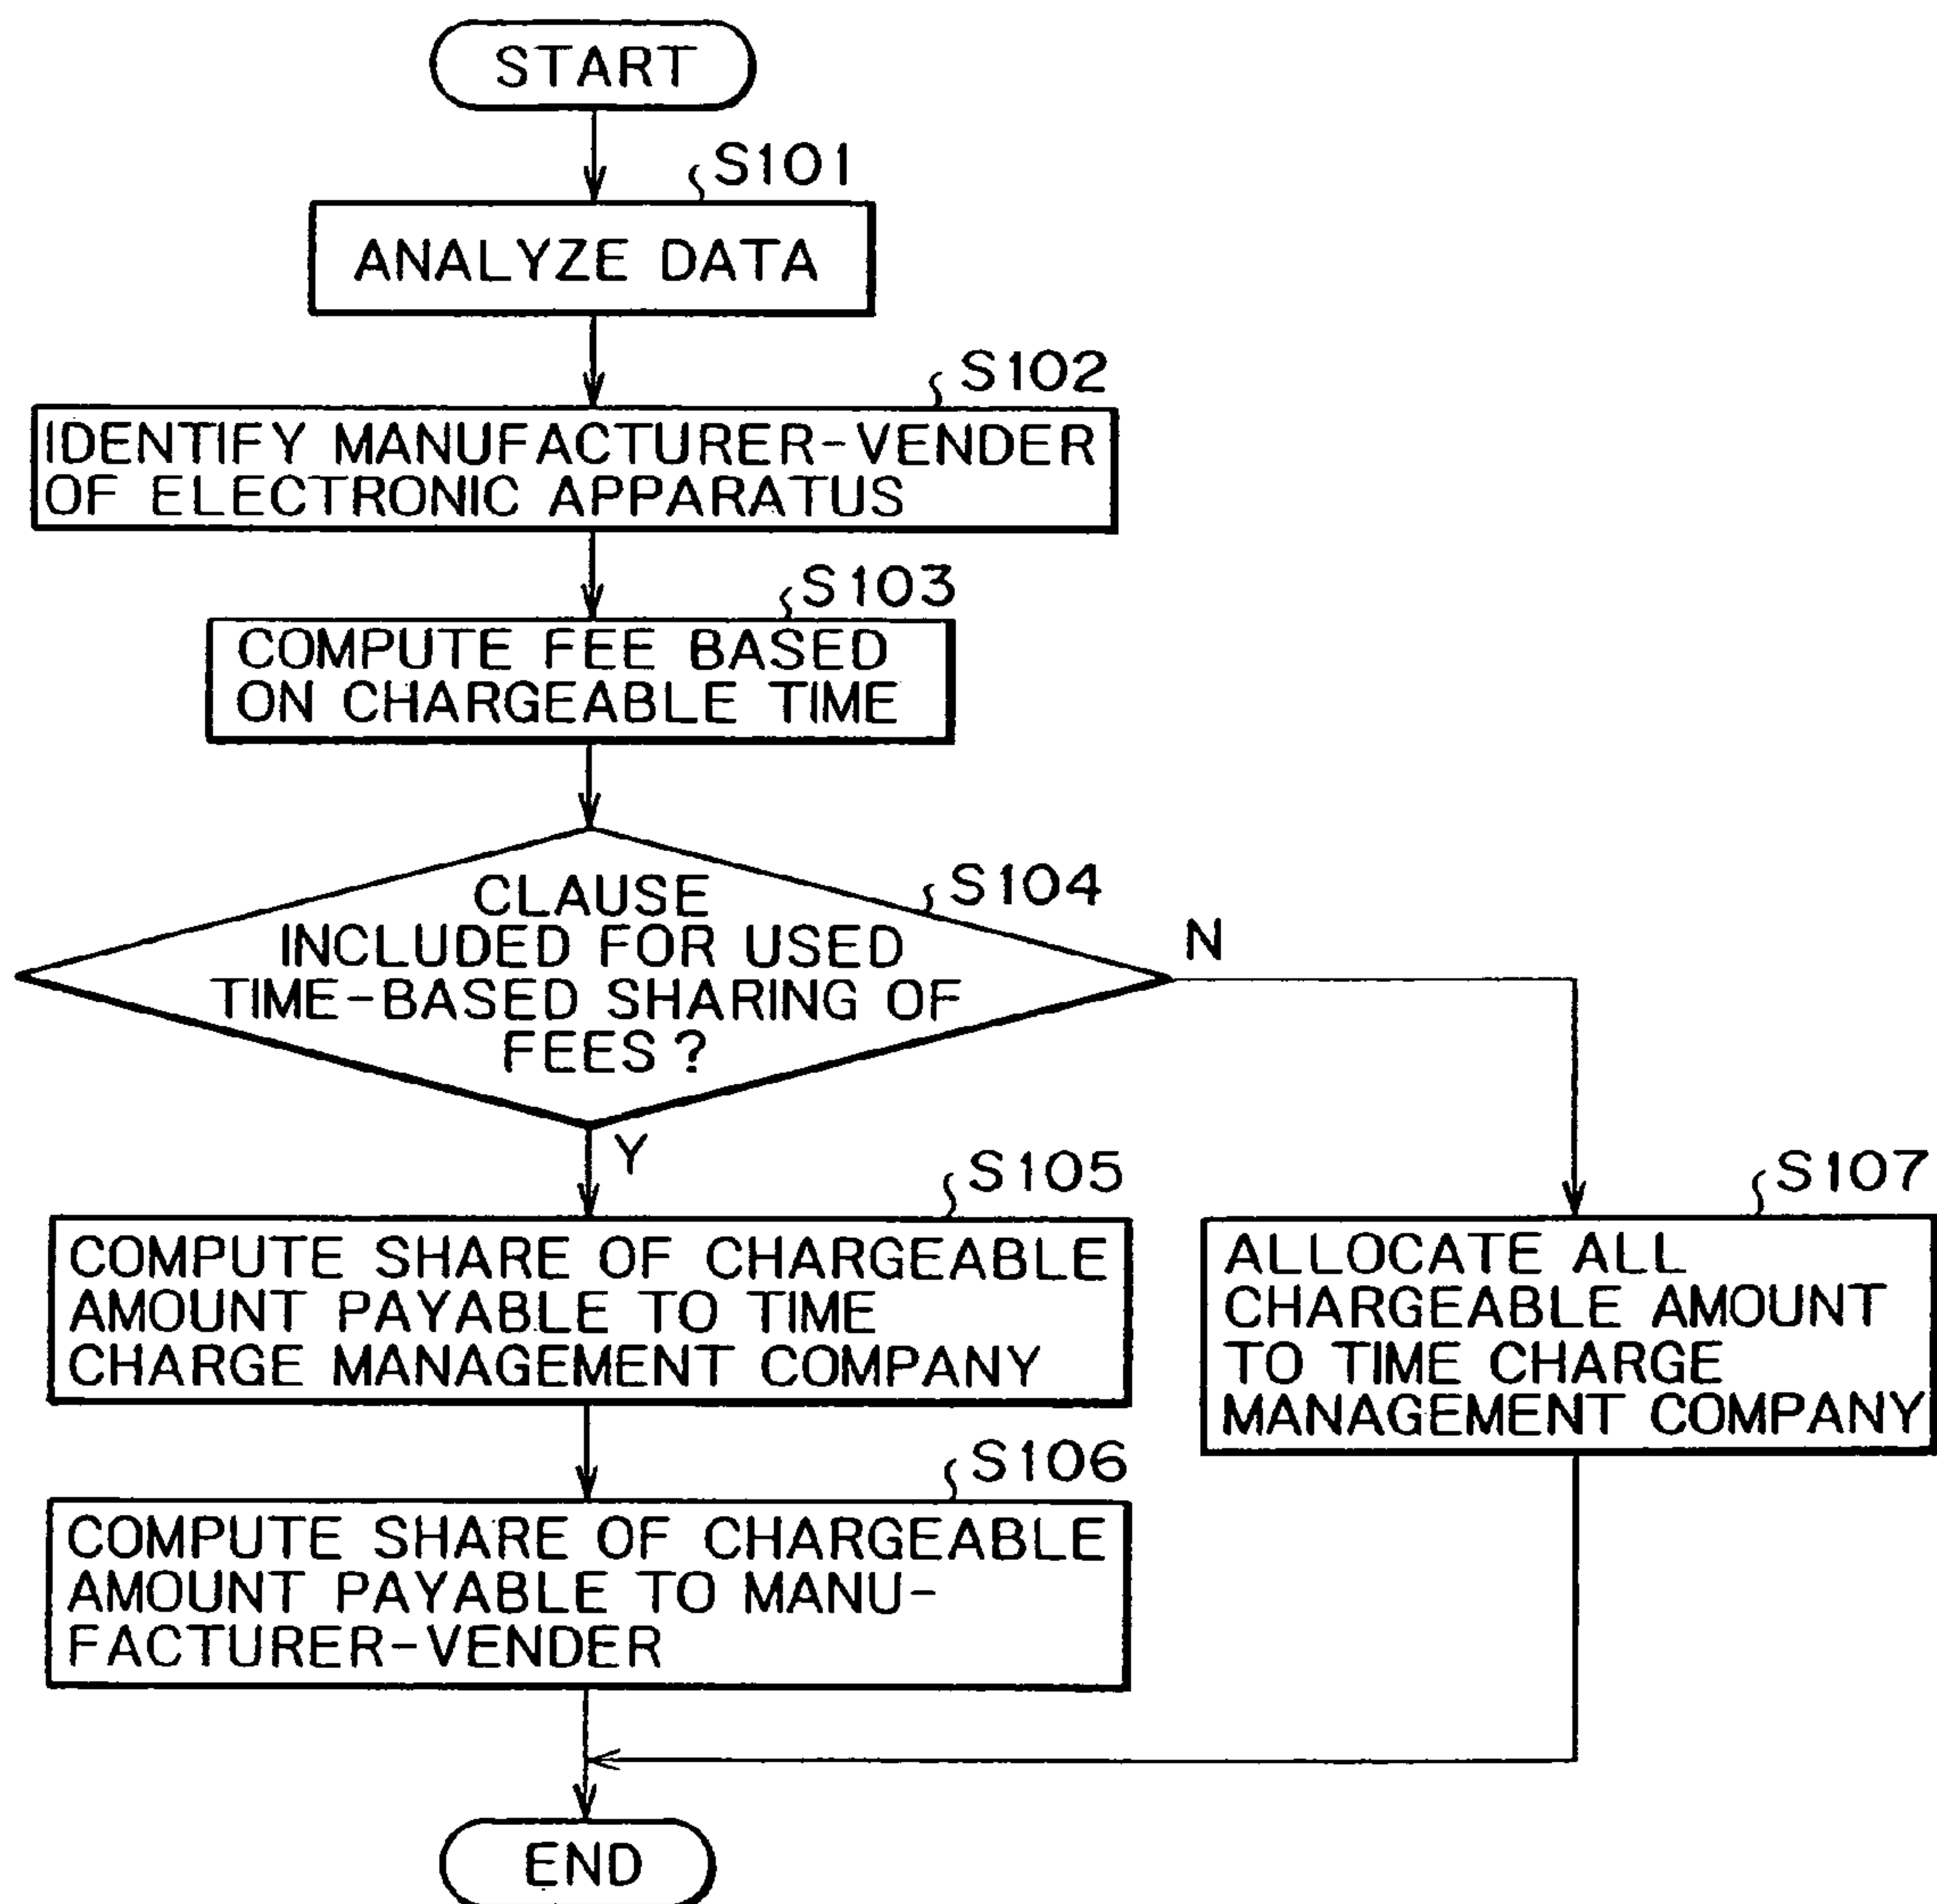 START
S101
ANALYZE DATA
S102
IDENTIFY MANUFACTURER-VENDER
OF ELECTRONIC APPARATUS
S103
COMPUTE FEE BASED
ON CHARGEABLE TIME
S104
CLAUSE
INCLUDED FOR USED
TIME-BASED SHARING OF
FEES?
N
Y
S105
COMPUTE SHARE OF CHARGEABLE
AMOUNT PAYABLE TO TIME
CHARGE MANAGEMENT COMPANY
S107
ALLOCATE ALL
CHARGEABLE AMOUNT
TO TIME CHARGE
MANAGEMENT COMPANY
S106
COMPUTE SHARE OF CHARGEABLE
AMOUNT PAYABLE TO MANU-
FACTURER-VENDER
END